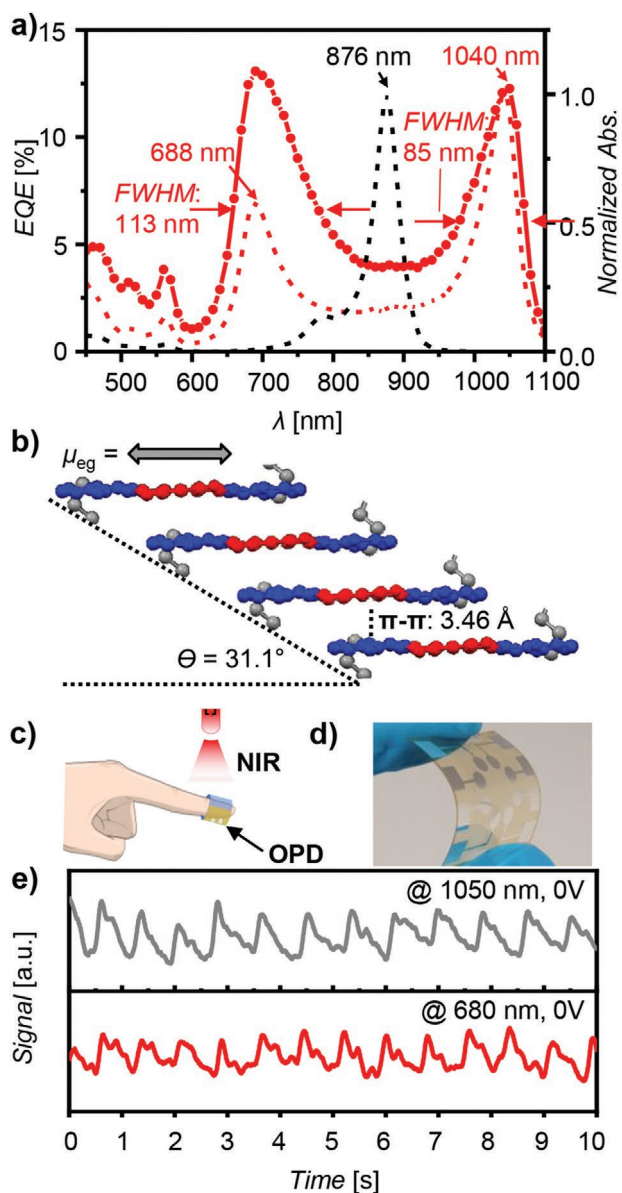 a)
15
10
5
0
EQE [%]
876 nm
1040 nm
688 nm
FWHM:
113 nm
FWHM:
85 nm
1.0
0.5
0.0
Normalized Abs.
500 600 700 800 900 1000 1100
λ [nm]
b)
μeg =
π-π: 3.46 Å
Θ = 31.1°
c)
NIR
OPD
d)
e)
@ 1050 nm, 0V
@ 680 nm, 0V
Signal [a.u.]
0 1 2 3 4 5 6 7 8 9 10
Time [s]